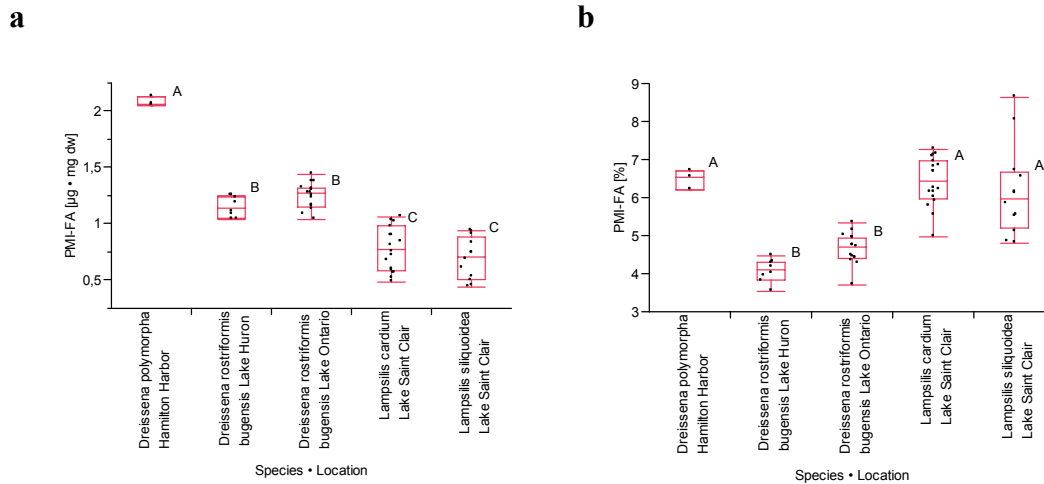 a
PMI-FA [µg • mg dw]
2
1,5
1
0,5
A
B
B
C
C
Dreissena polymorpha
Hamilton Harbor
Dreissena rostriformis
bugensis Lake Huron
Dreissena rostriformis
bugensis Lake Ontario
Lampsilis cardium
Lake Saint Clair
Lampsilis siliquoidea
Lake Saint Clair
Species • Location
b
PMI-FA [%]
9
8
7
6
5
4
3
A
B
B
A
A
Dreissena polymorpha
Hamilton Harbor
Dreissena rostriformis
bugensis Lake Huron
Dreissena rostriformis
bugensis Lake Ontario
Lampsilis cardium
Lake Saint Clair
Lampsilis siliquoidea
Lake Saint Clair
Species • Location